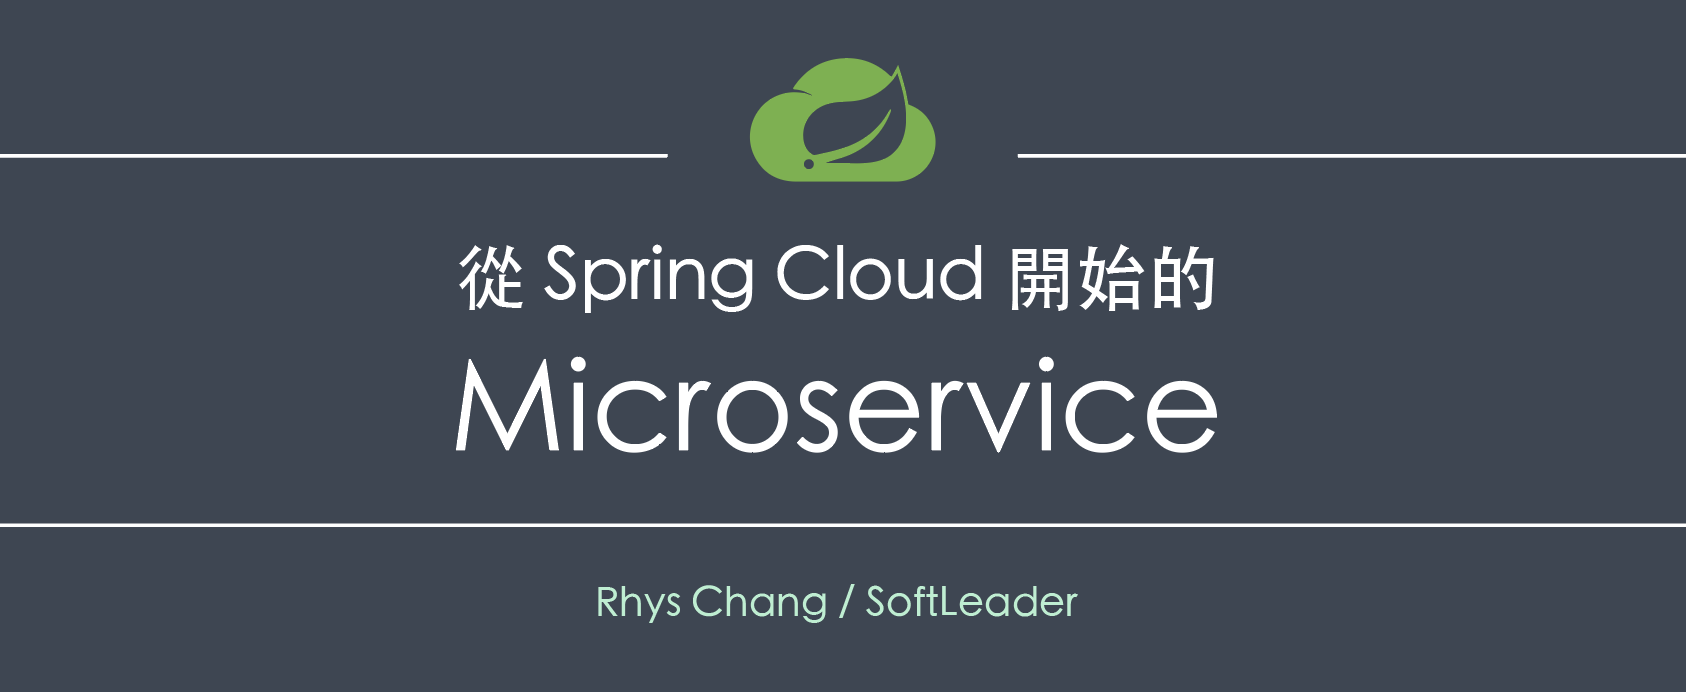 從 Spring Cloud 開始的
Microservice
Rhys Chang / SoftLeader